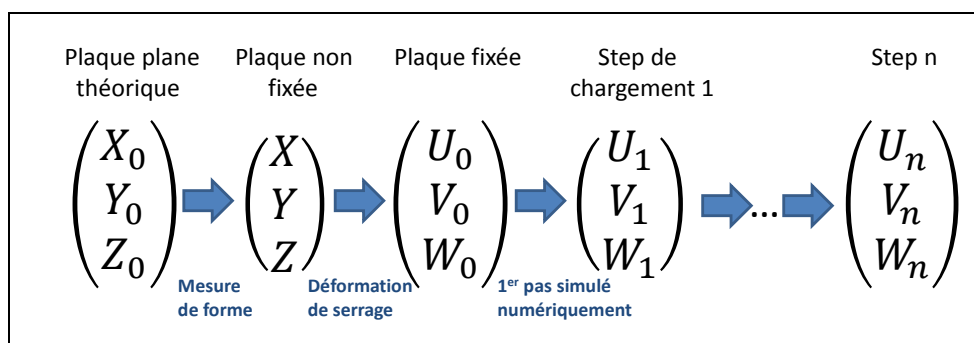 Plaque plane théorique
Plaque non fixée
Plaque fixée
Step de chargement 1
Step n
X₀
Y₀
Z₀
X
Y
Z
U₀
V₀
W₀
U₁
V₁
W₁
...
Uₙ
Vₙ
Wₙ
Mesure de forme
Déformation de serrage
1er pas simulé numériquement